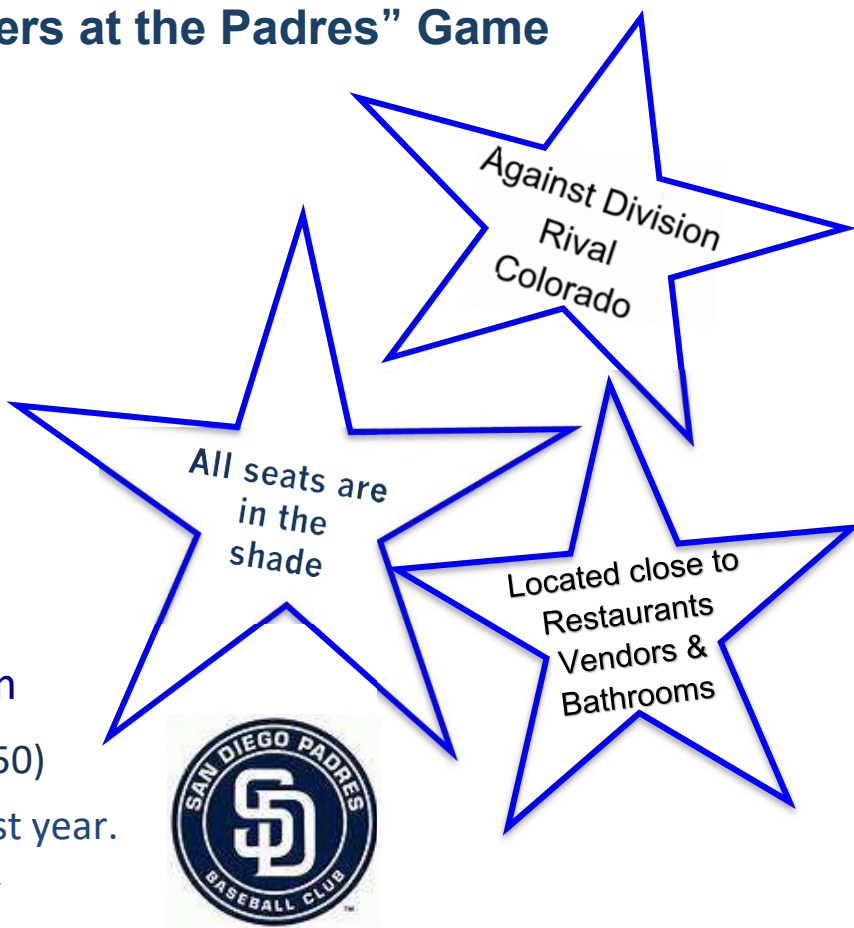 ers at the Padres” Game
Against Division
Rival
Colorado
All seats are
in the
shade
Located close to
Restaurants
Vendors &
Bathrooms
n
50)
st year.
SAN DIEGO PADRES
SD
BASEBALL CLUB
TM